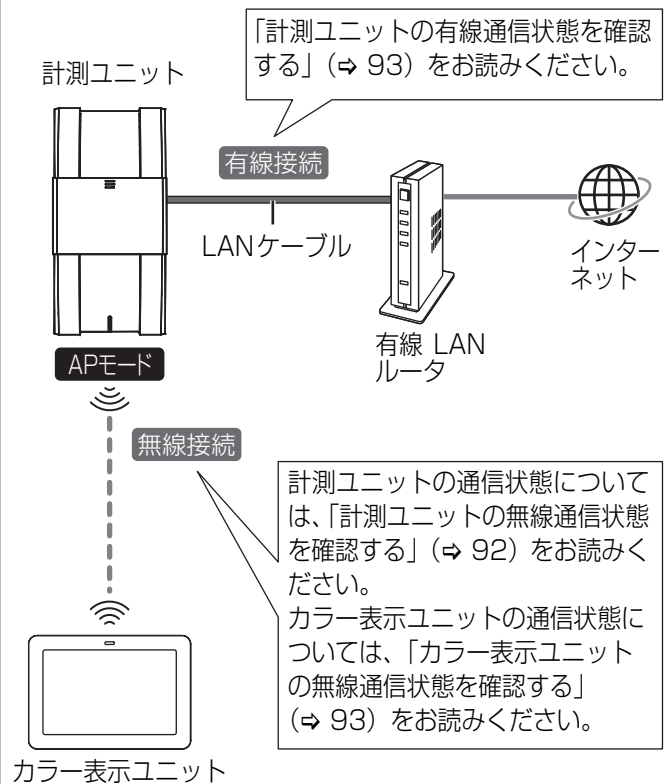 「計測ユニットの有線通信状態を確認
する」（⇨ 93）をお読みください。
計測ユニット
有線接続
LANケーブル
インター
ネット
有線 LAN
ルータ
APモード
無線接続
計測ユニットの通信状態について
は、「計測ユニットの無線通信状態
を確認する」（⇨ 92）をお読みく
ださい。
カラー表示ユニットの通信状態に
ついては、「カラー表示ユニット
の無線通信状態を確認する」
（⇨ 93）をお読みください。
カラー表示ユニット